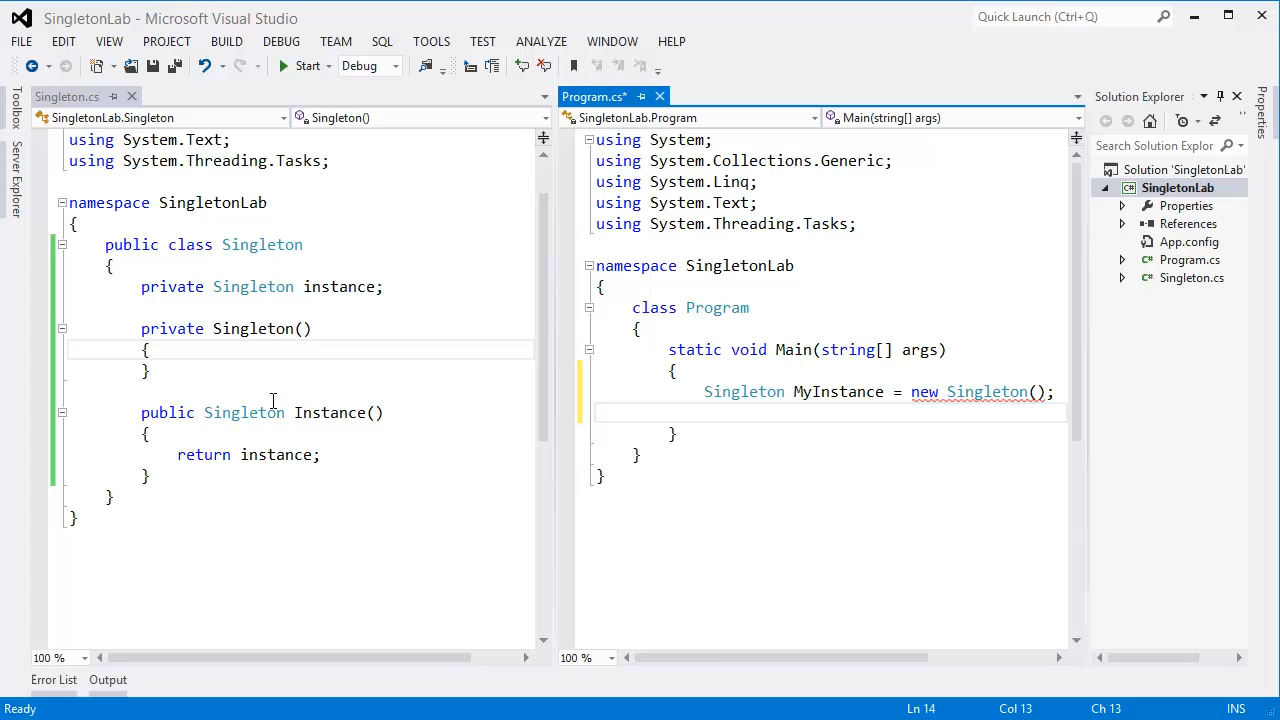 SingletonLab - Microsoft Visual Studio
Quick Launch (Ctrl+Q)
FILE EDIT VIEW PROJECT BUILD DEBUG TEAM SQL TOOLS TEST ANALYZE WINDOW HELP
Start Debug
Toolbox
Server Explorer
Singleton.cs
SingletonLab.Singleton Singleton()
using System.Text;
using System.Threading.Tasks;
namespace SingletonLab
{
public class Singleton
{
private Singleton instance;
private Singleton()
{
}
public Singleton Instance()
{
return instance;
}
}
}
100 %
Program.cs*
SingletonLab.Program Main(string[] args)
using System;
using System.Collections.Generic;
using System.Linq;
using System.Text;
using System.Threading.Tasks;
namespace SingletonLab
{
class Program
{
static void Main(string[] args)
{
Singleton MyInstance = new Singleton();
}
}
}
100 %
Solution Explorer
Search Solution Explor
Solution 'SingletonLab'
SingletonLab
Properties
References
App.config
Program.cs
Singleton.cs
Properties
Error List Output
Ready Ln 14 Col 13 Ch 13 INS